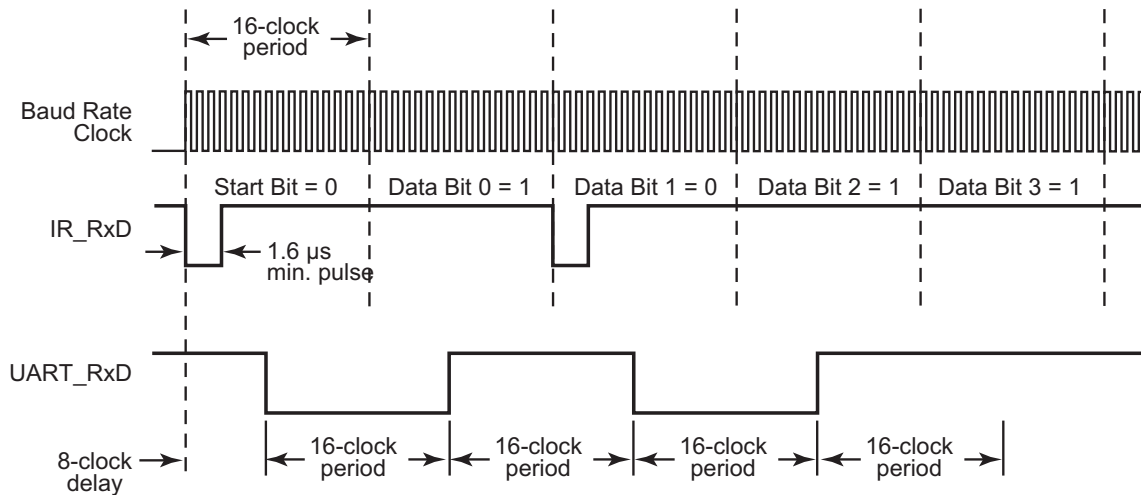 16-clock
period
Baud Rate
Clock
Start Bit = 0
Data Bit 0 = 1
Data Bit 1 = 0
Data Bit 2 = 1
Data Bit 3 = 1
IR_RxD
1.6 µs
min. pulse
UART_RxD
8-clock
delay
16-clock
period
16-clock
period
16-clock
period
16-clock
period